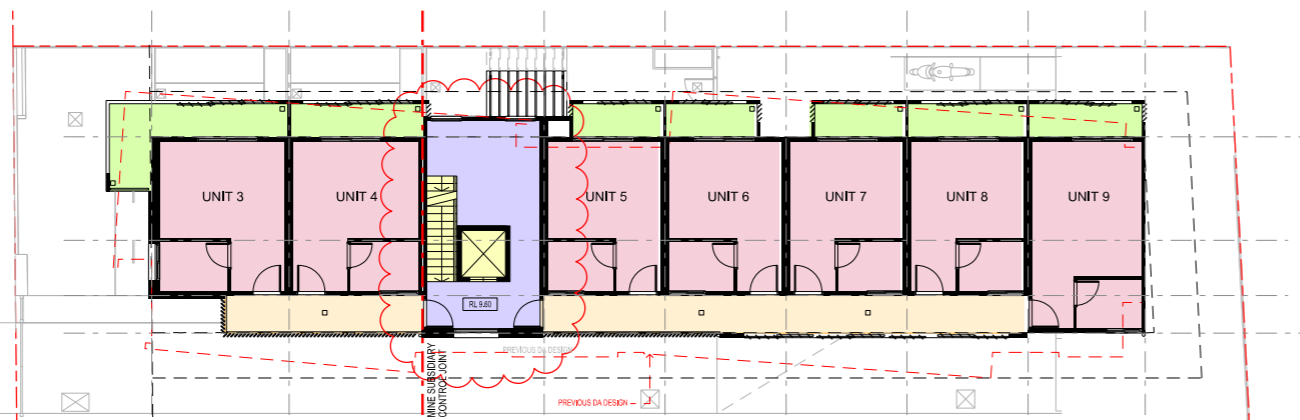 UNIT 3
UNIT 4
UNIT 5
UNIT 6
UNIT 7
UNIT 8
UNIT 9
RL 9.60
PREVIOUS DA DESIGN
MINE SUBSIDIARY
CONTROL JOINT
PREVIOUS DA DESIGN